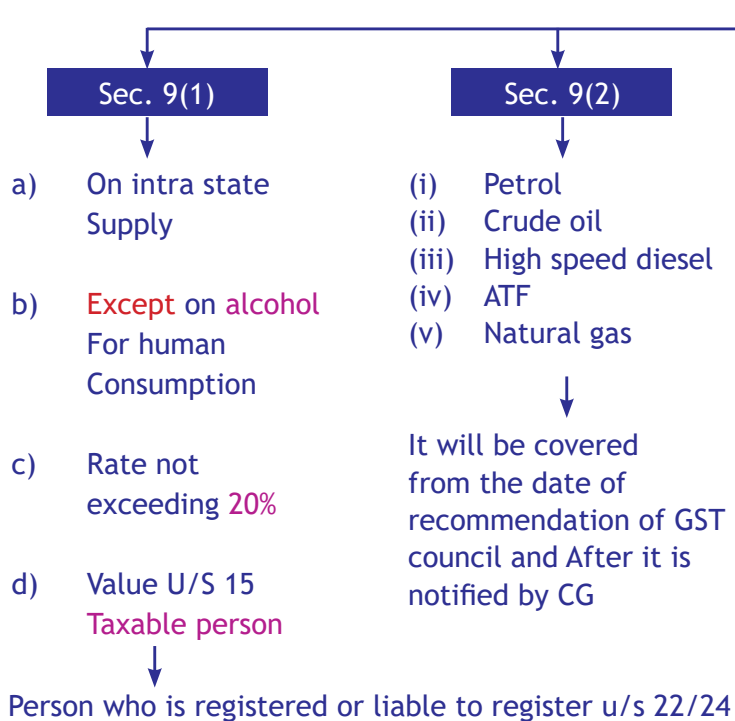 Sec. 9(1)
a) On intra state
Supply
b) Except on alcohol
For human
Consumption
c) Rate not
exceeding 20%
d) Value U/S 15
Taxable person
Person who is registered or liable to register u/s 22/24
Sec. 9(2)
(i) Petrol
(ii) Crude oil
(iii) High speed diesel
(iv) ATF
(v) Natural gas
It will be covered
from the date of
recommendation of GST
council and After it is
notified by CG